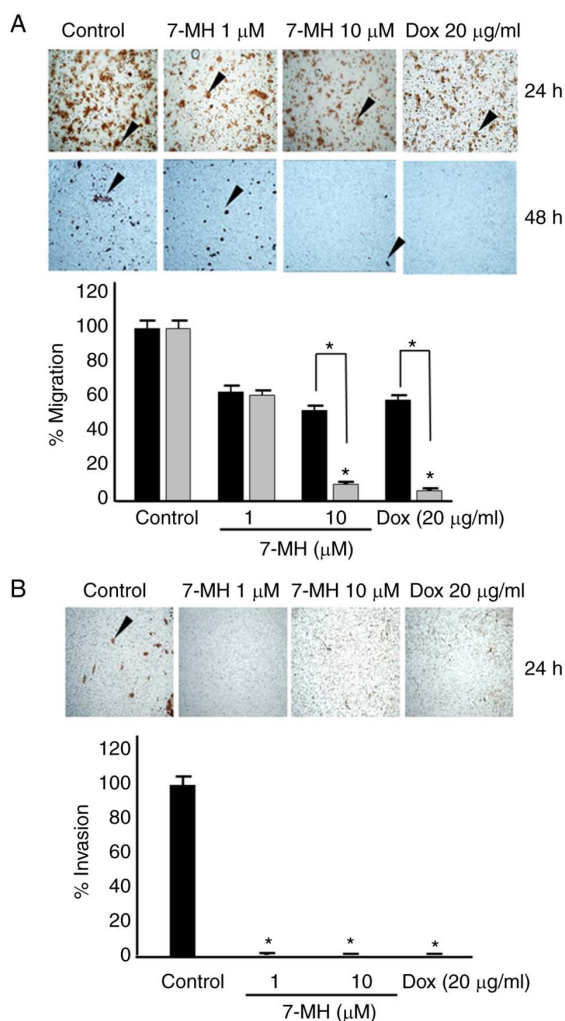 A
Control 7-MH 1 μM 7-MH 10 μM Dox 20 μg/ml
24 h
48 h
120
100
80
60
40
20
0
% Migration
* *
* *
Control 1 10 Dox (20 μg/ml)
7-MH (μM)
B
Control 7-MH 1 μM 7-MH 10 μM Dox 20 μg/ml
24 h
120
100
80
60
40
20
0
% Invasion
* * *
Control 1 10 Dox (20 μg/ml)
7-MH (μM)